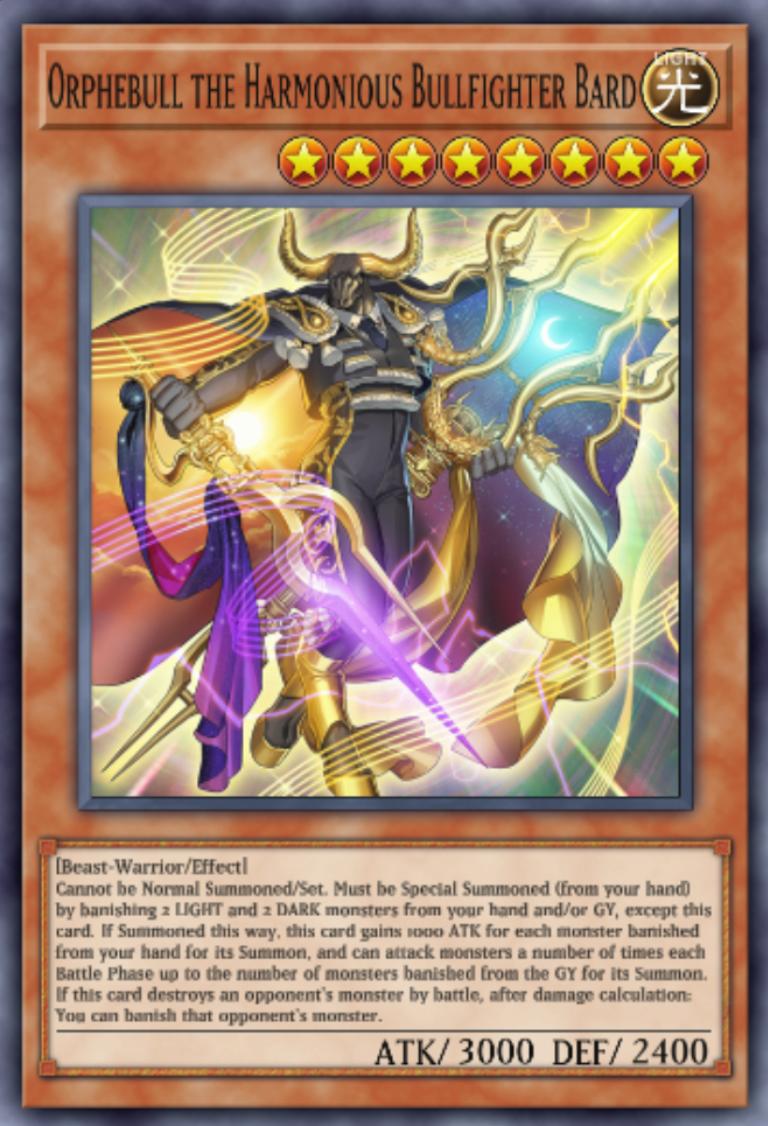 ORPHEBULL THE HARMONIOUS BULLFIGHTER BARD
LIGHT
光
[Beast-Warrior/Effect]
Cannot be Normal Summoned/Set. Must be Special Summoned (from your hand)
by banishing 2 LIGHT and 2 DARK monsters from your hand and/or GY, except this
card. If Summoned this way, this card gains 1000 ATK for each monster banished
from your hand for its Summon, and can attack monsters a number of times each
Battle Phase up to the number of monsters banished from the GY for its Summon.
If this card destroys an opponent's monster by battle, after damage calculation:
You can banish that opponent's monster.
ATK/ 3000 DEF/ 2400